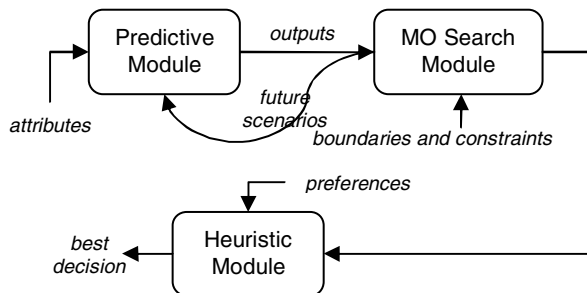 Predictive
Module
outputs
MO Search
Module
attributes
future
scenarios
boundaries and constraints
preferences
best
decision
Heuristic
Module